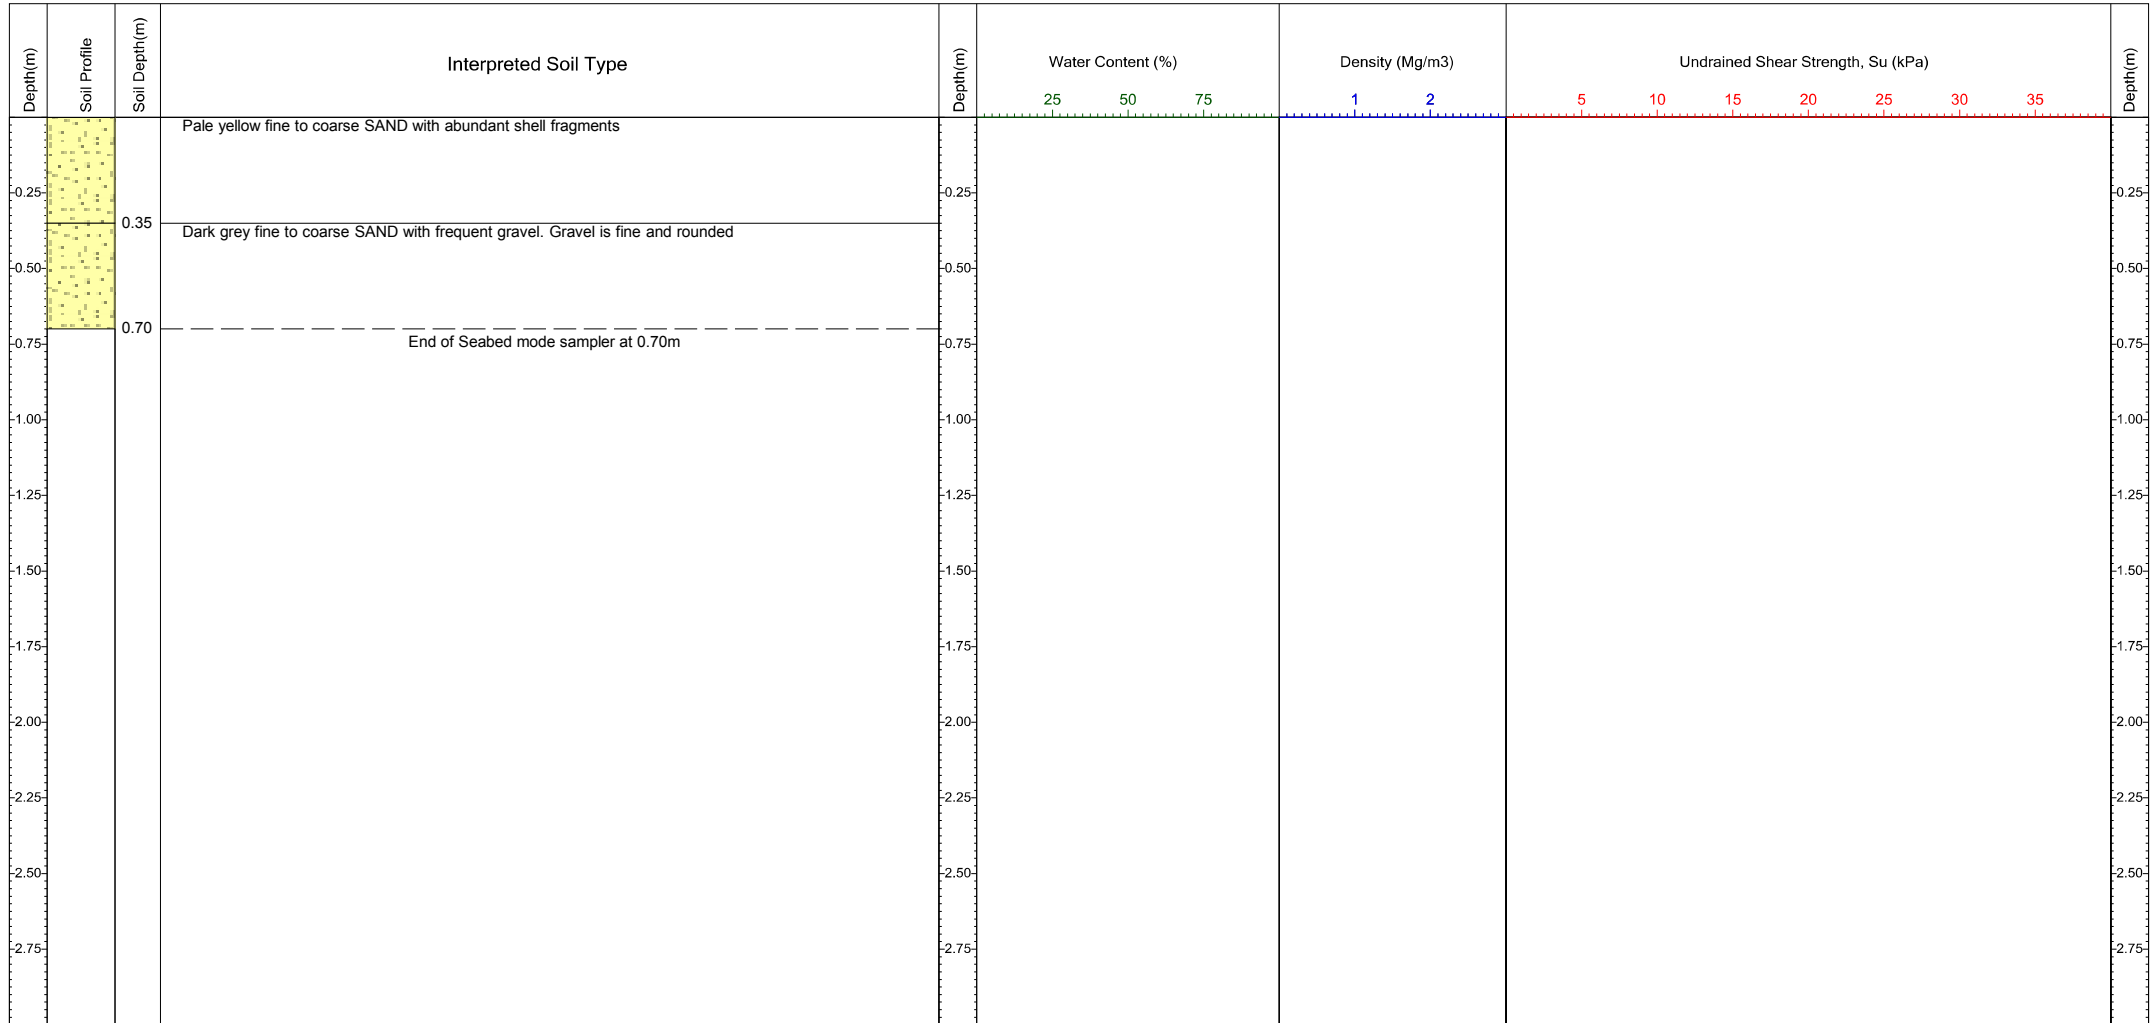 Depth(m)
Soil Profile
Soil Depth(m)
Interpreted Soil Type
Depth(m)
Water Content (%)
25 50 75
Density (Mg/m3)
1 2
Undrained Shear Strength, Su (kPa)
5 10 15 20 25 30 35
Depth(m)
Pale yellow fine to coarse SAND with abundant shell fragments
0.25 0.25 0.25
0.35
Dark grey fine to coarse SAND with frequent gravel. Gravel is fine and rounded
0.50 0.50 0.50
0.70
End of Seabed mode sampler at 0.70m
0.75 0.75 0.75
1.00 1.00 1.00
1.25 1.25 1.25
1.50 1.50 1.50
1.75 1.75 1.75
2.00 2.00 2.00
2.25 2.25 2.25
2.50 2.50 2.50
2.75 2.75 2.75